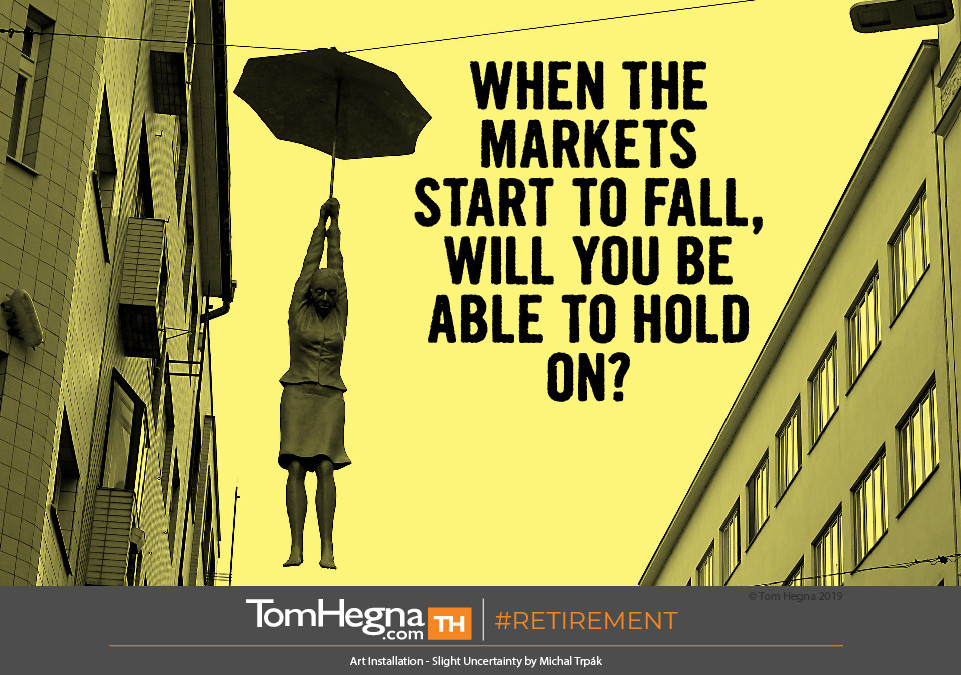 WHEN THE
MARKETS
START TO FALL,
WILL YOU BE
ABLE TO HOLD
ON?
©Tom Hegna 2019
TomHegna
.com TH #RETIREMENT
Art Installation - Slight Uncertainty by Michal Trpák